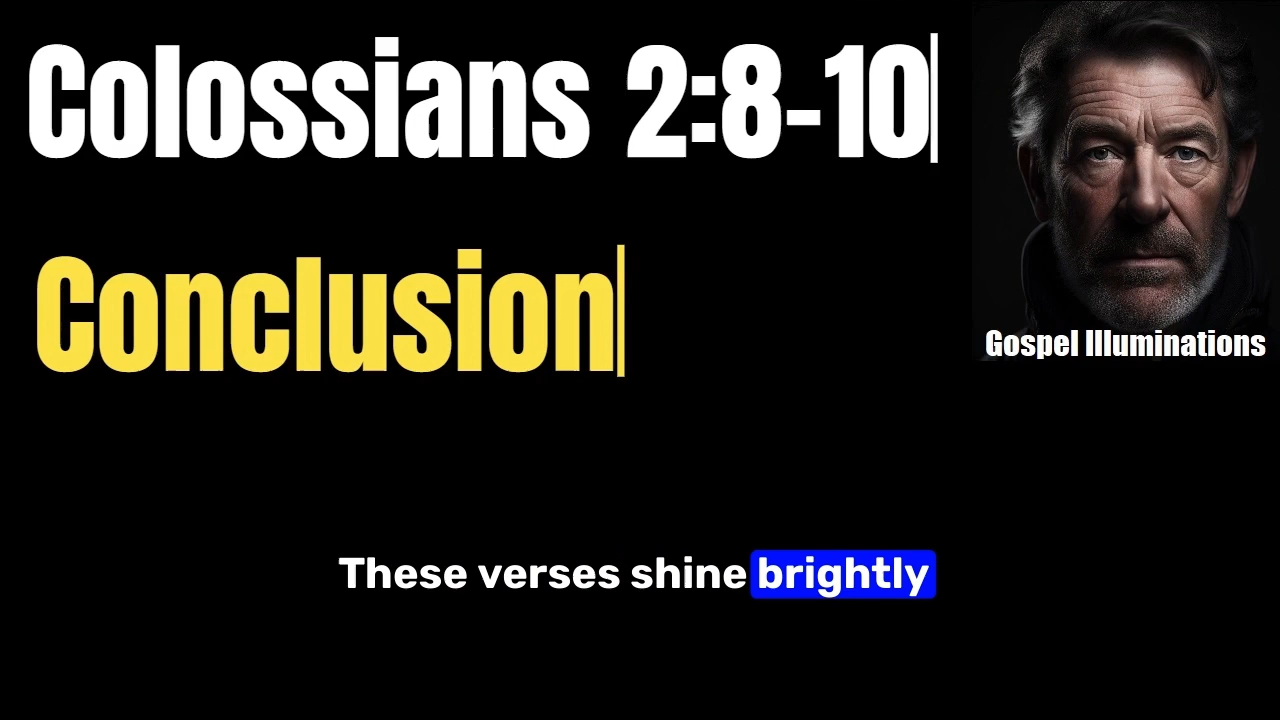 Colossians 2:8-10
Conclusion
Gospel Illuminations
These verses shine brightly